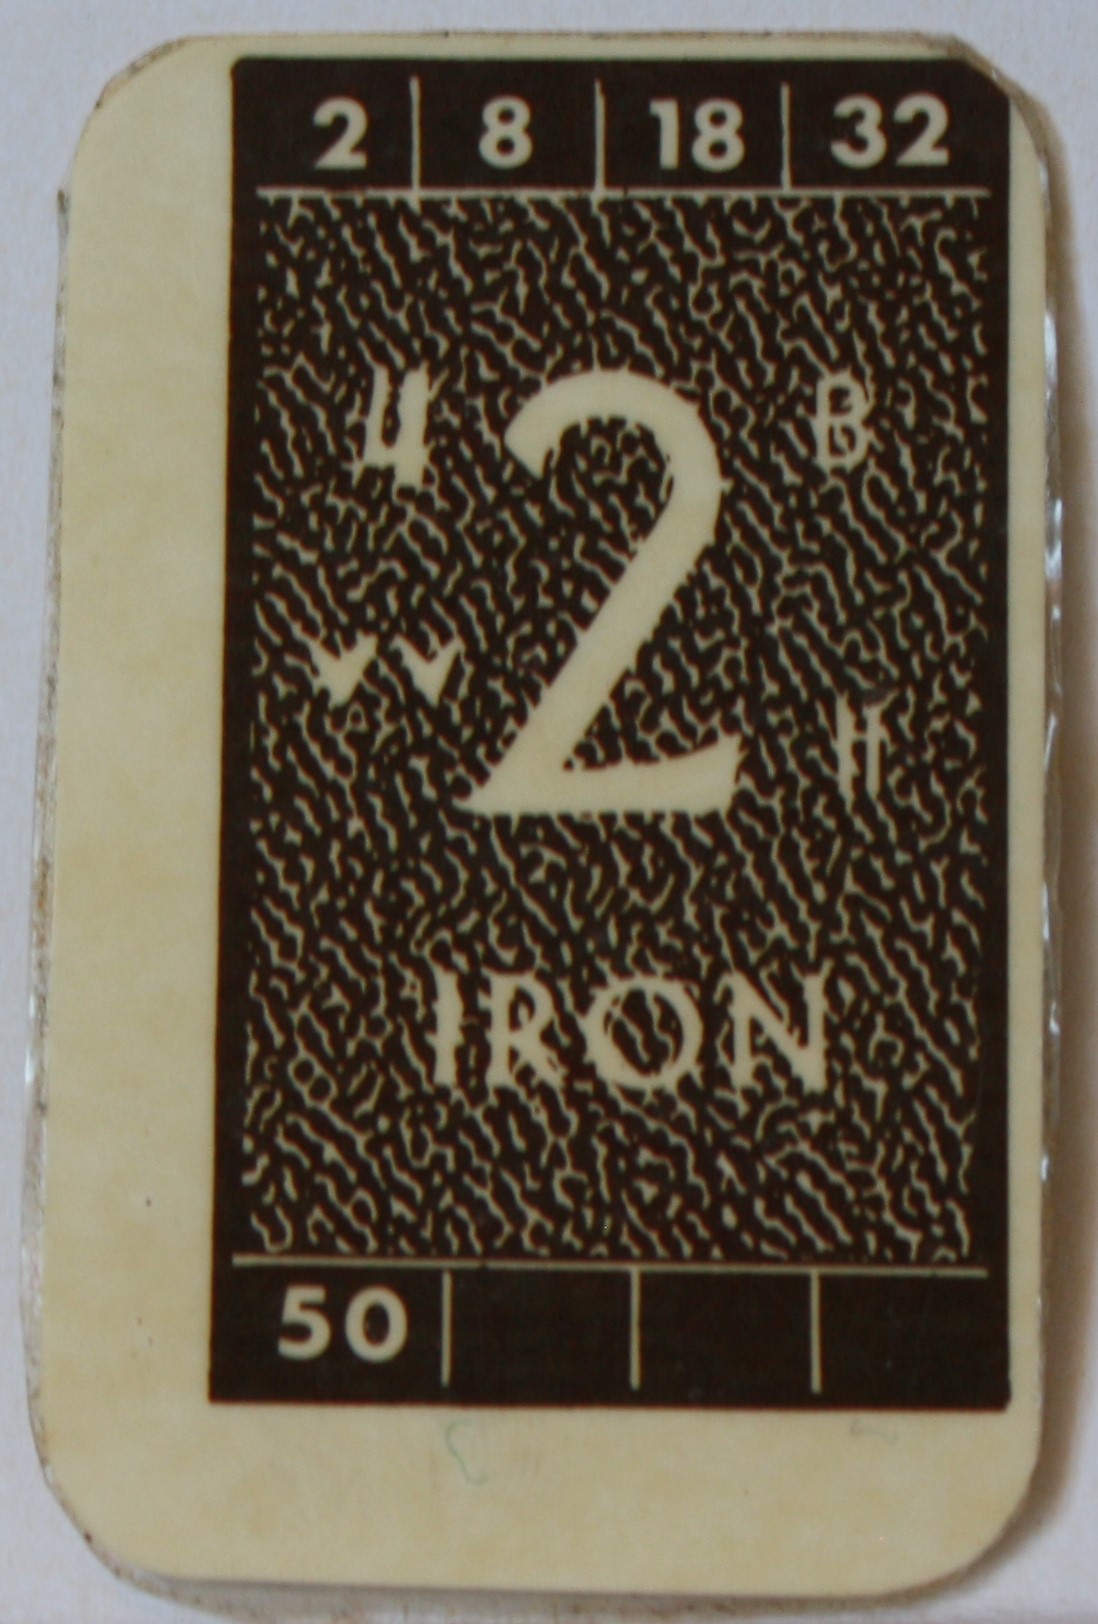 2 8 18 32
Ч 2 B
v v H
IRON
50